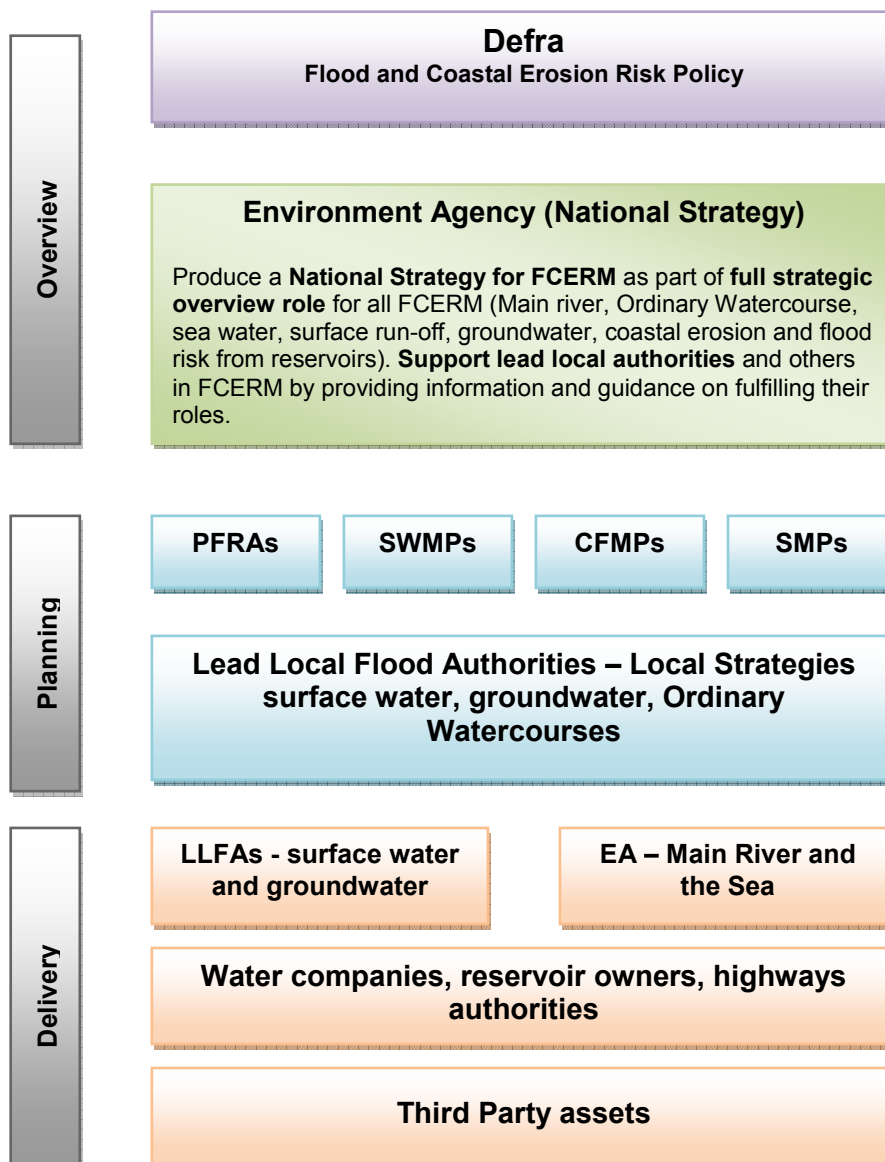 Overview
Defra
Flood and Coastal Erosion Risk Policy
Environment Agency (National Strategy)
Produce a National Strategy for FCERM as part of full strategic
overview role for all FCERM (Main river, Ordinary Watercourse,
sea water, surface run-off, groundwater, coastal erosion and flood
risk from reservoirs). Support lead local authorities and others
in FCERM by providing information and guidance on fulfilling their
roles.
Planning
PFRAs
SWMPs
CFMPs
SMPs
Lead Local Flood Authorities – Local Strategies
surface water, groundwater, Ordinary
Watercourses
Delivery
LLFAs - surface water
and groundwater
EA – Main River and
the Sea
Water companies, reservoir owners, highways
authorities
Third Party assets